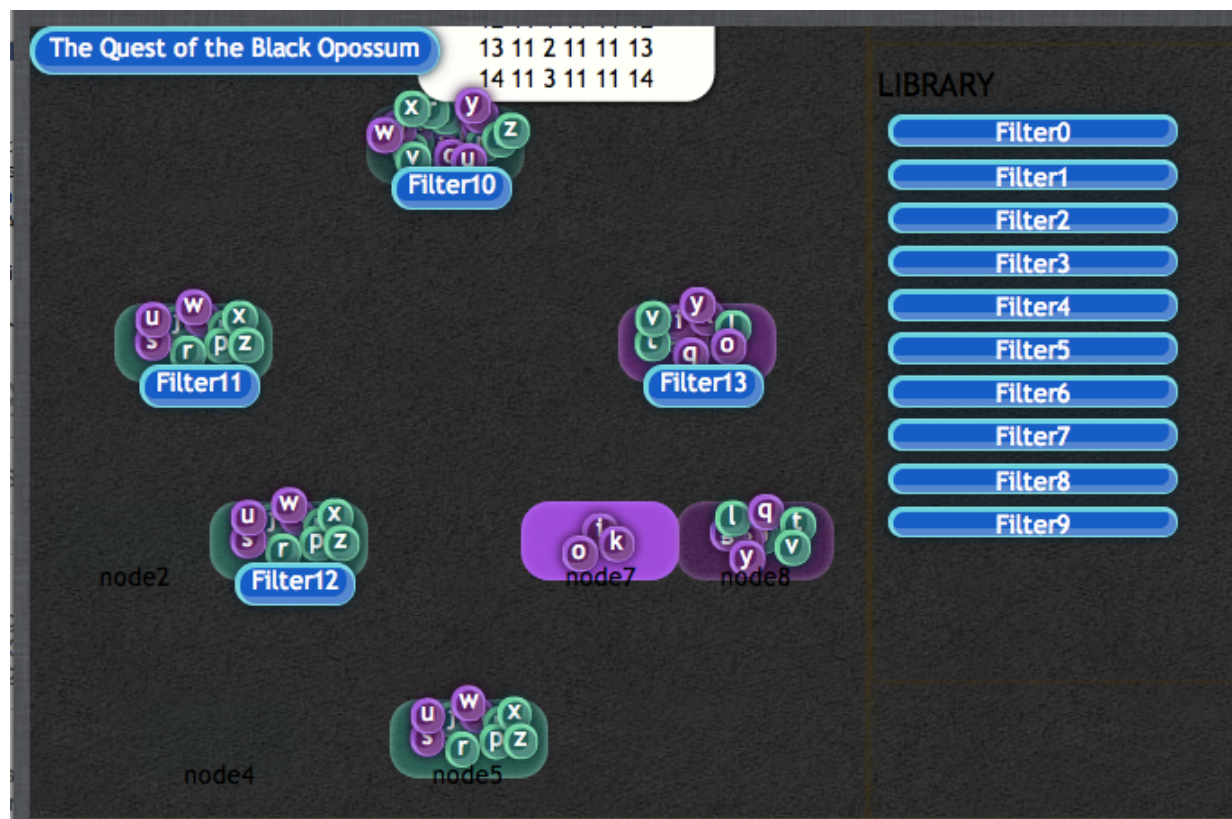 The Quest of the Black Opossum
13 11 2 11 11 13
14 11 3 11 11 14
LIBRARY
Filter0
Filter1
Filter2
Filter3
Filter4
Filter5
Filter6
Filter7
Filter8
Filter9
x
y
w
z
v
u
Filter10
w
u
x
s
r
p
z
Filter11
y
v
i
l
t
q
o
Filter13
w
u
j
x
s
r
p
z
Filter12
node2
i
o
k
node7
l
q
t
v
y
node8
w
u
j
x
s
r
p
z
node4
node5